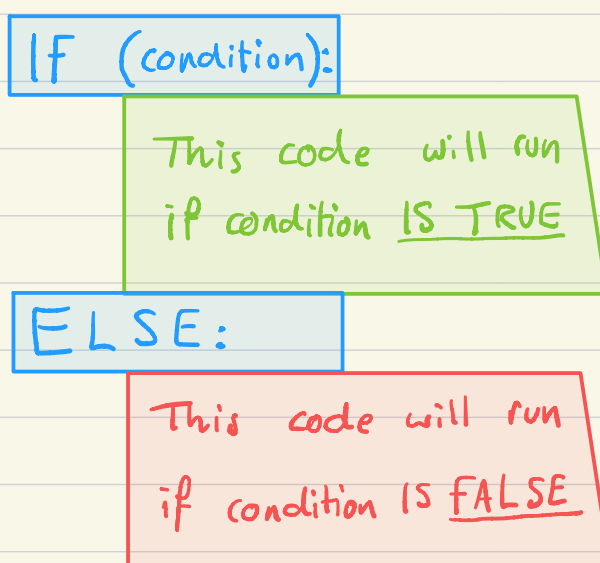 IF (condition):
This code will run
if condition IS TRUE
ELSE:
This code will run
if condition IS FALSE